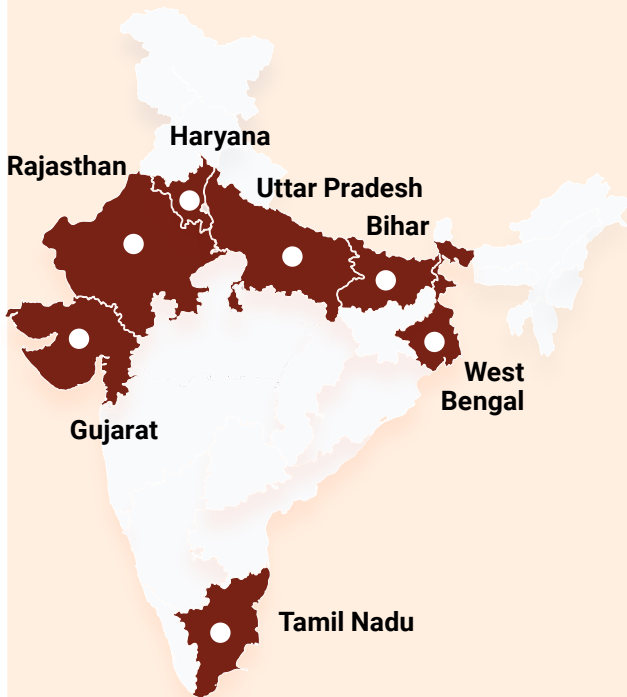 Haryana
Rajasthan
Uttar Pradesh
Bihar
West
Bengal
Gujarat
Tamil Nadu